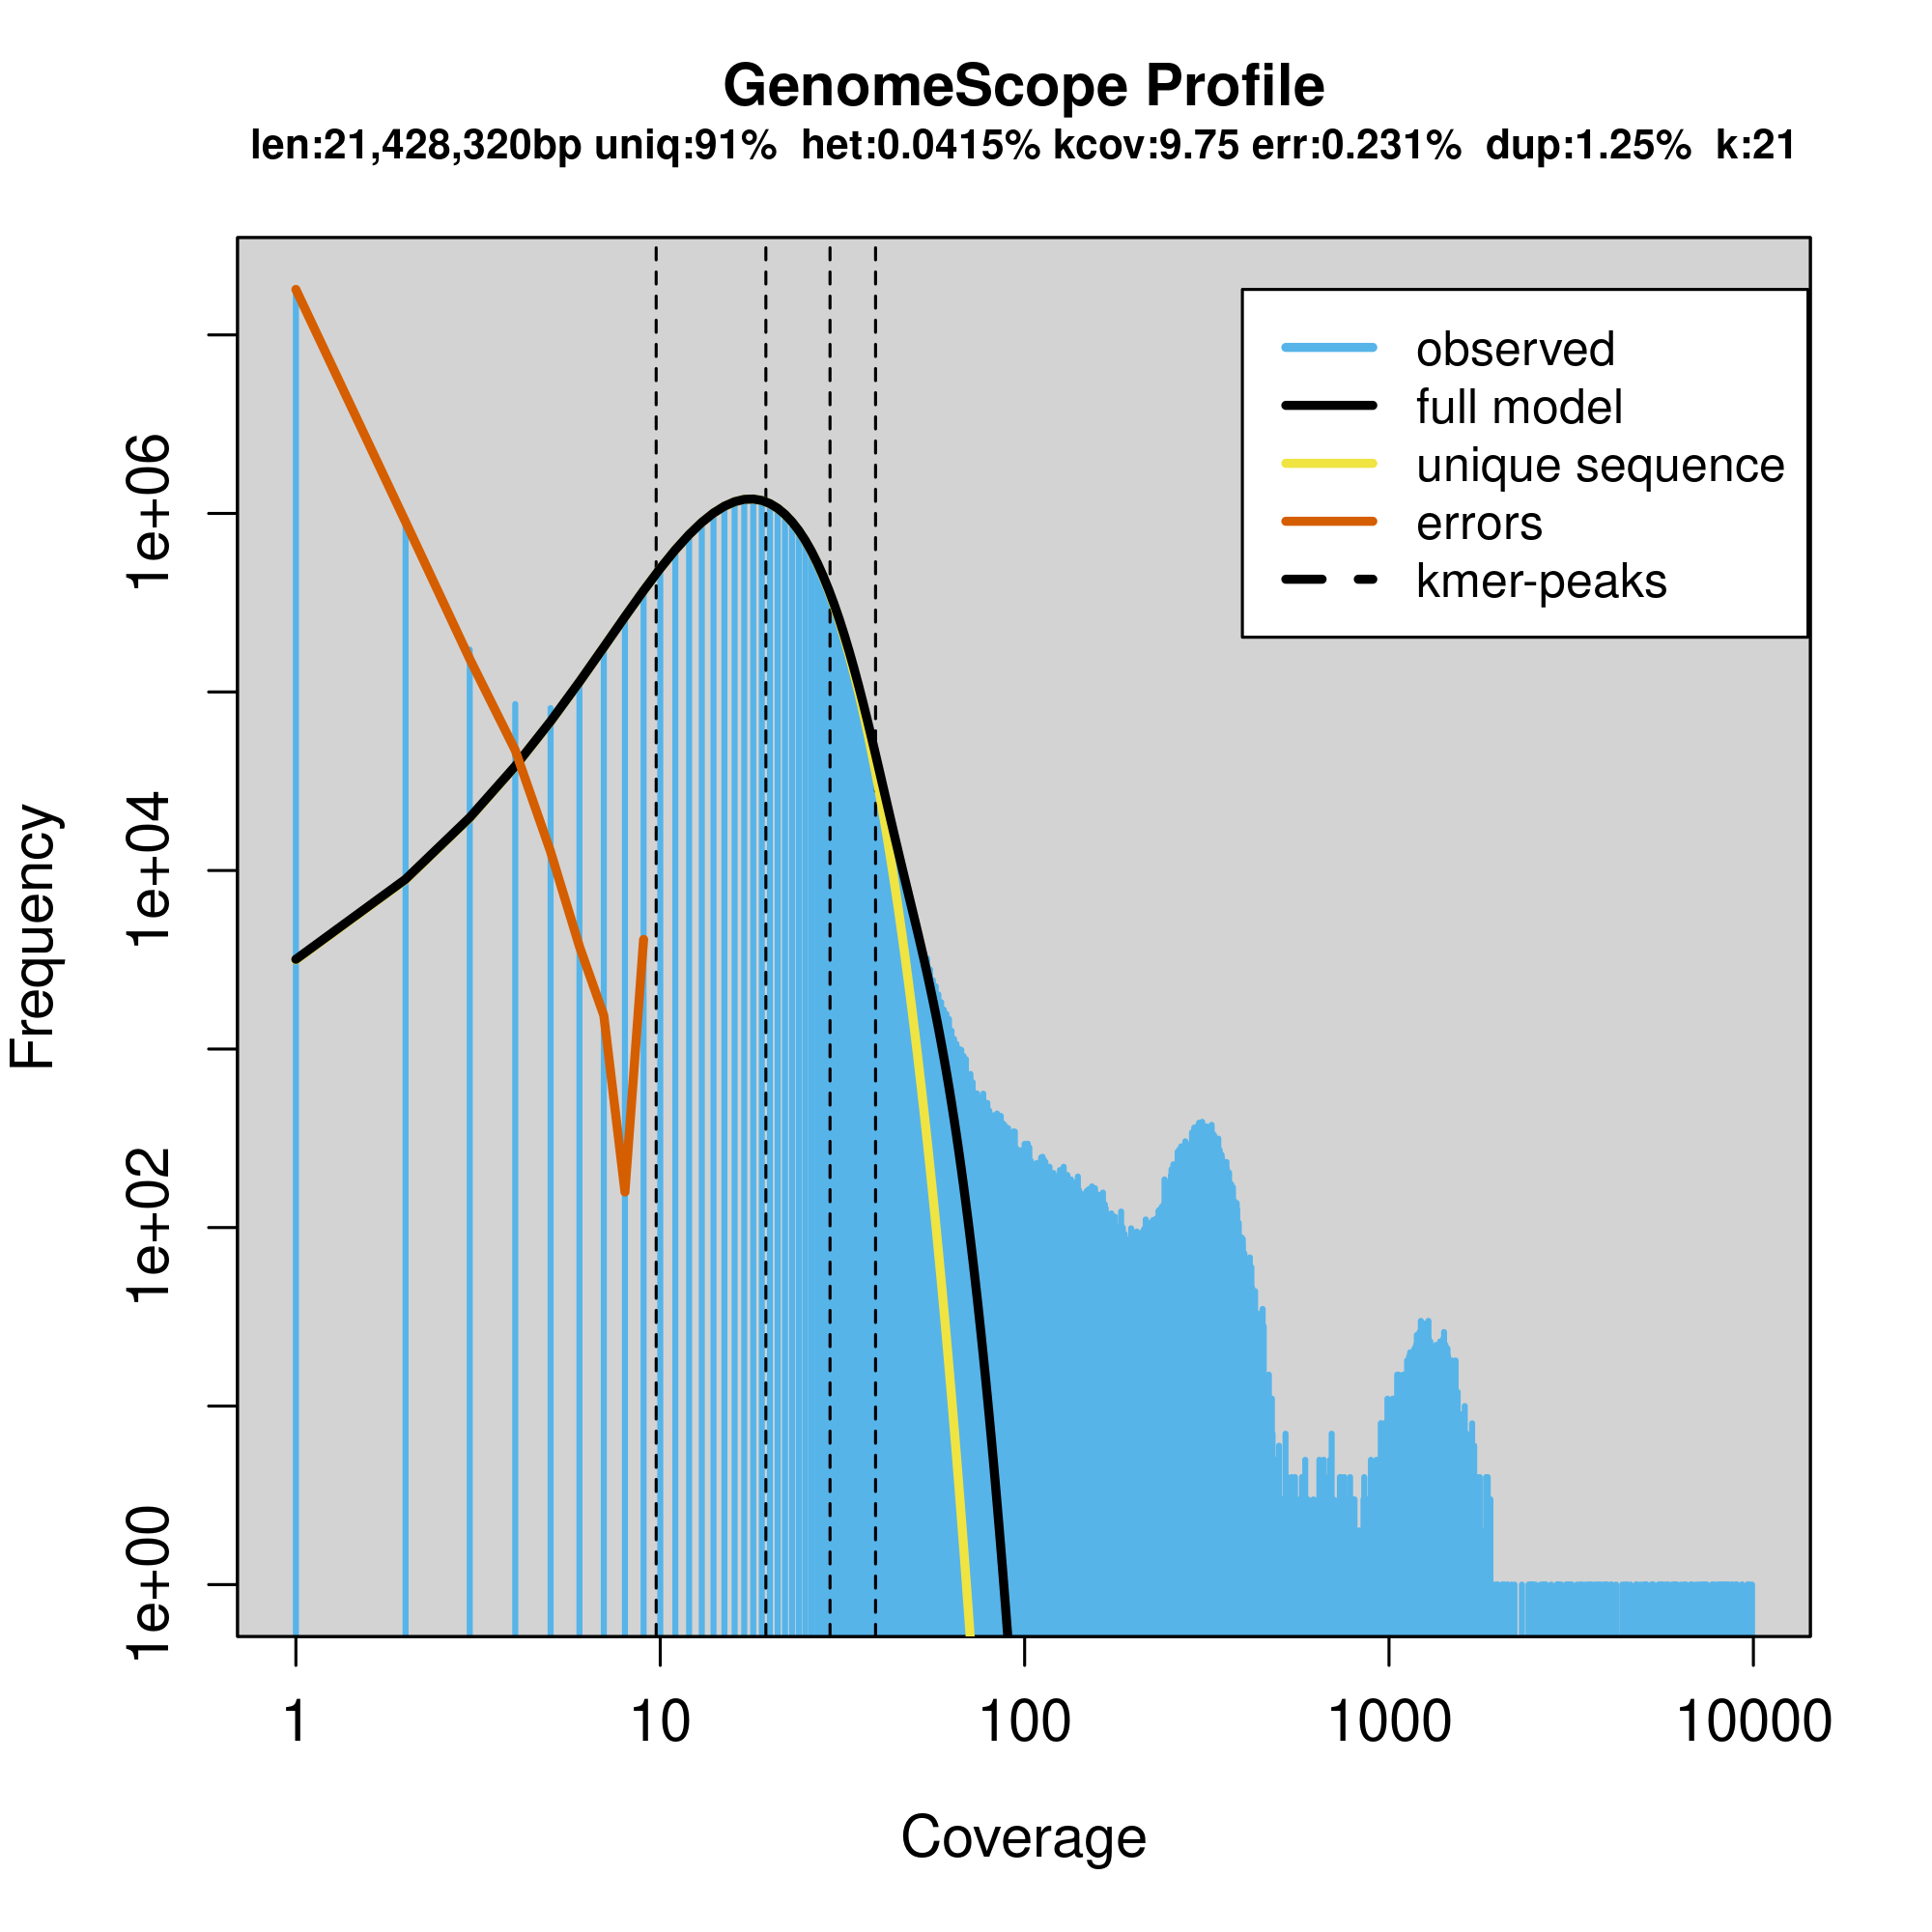 GenomeScope Profile
len:21,428,320bp uniq:91% het:0.0415% kcov:9.75 err:0.231% dup:1.25% k:21
observed
full model
unique sequence
errors
kmer-peaks
Frequency
1e+06
1e+04
1e+02
1e+00
1 10 100 1000 10000
Coverage